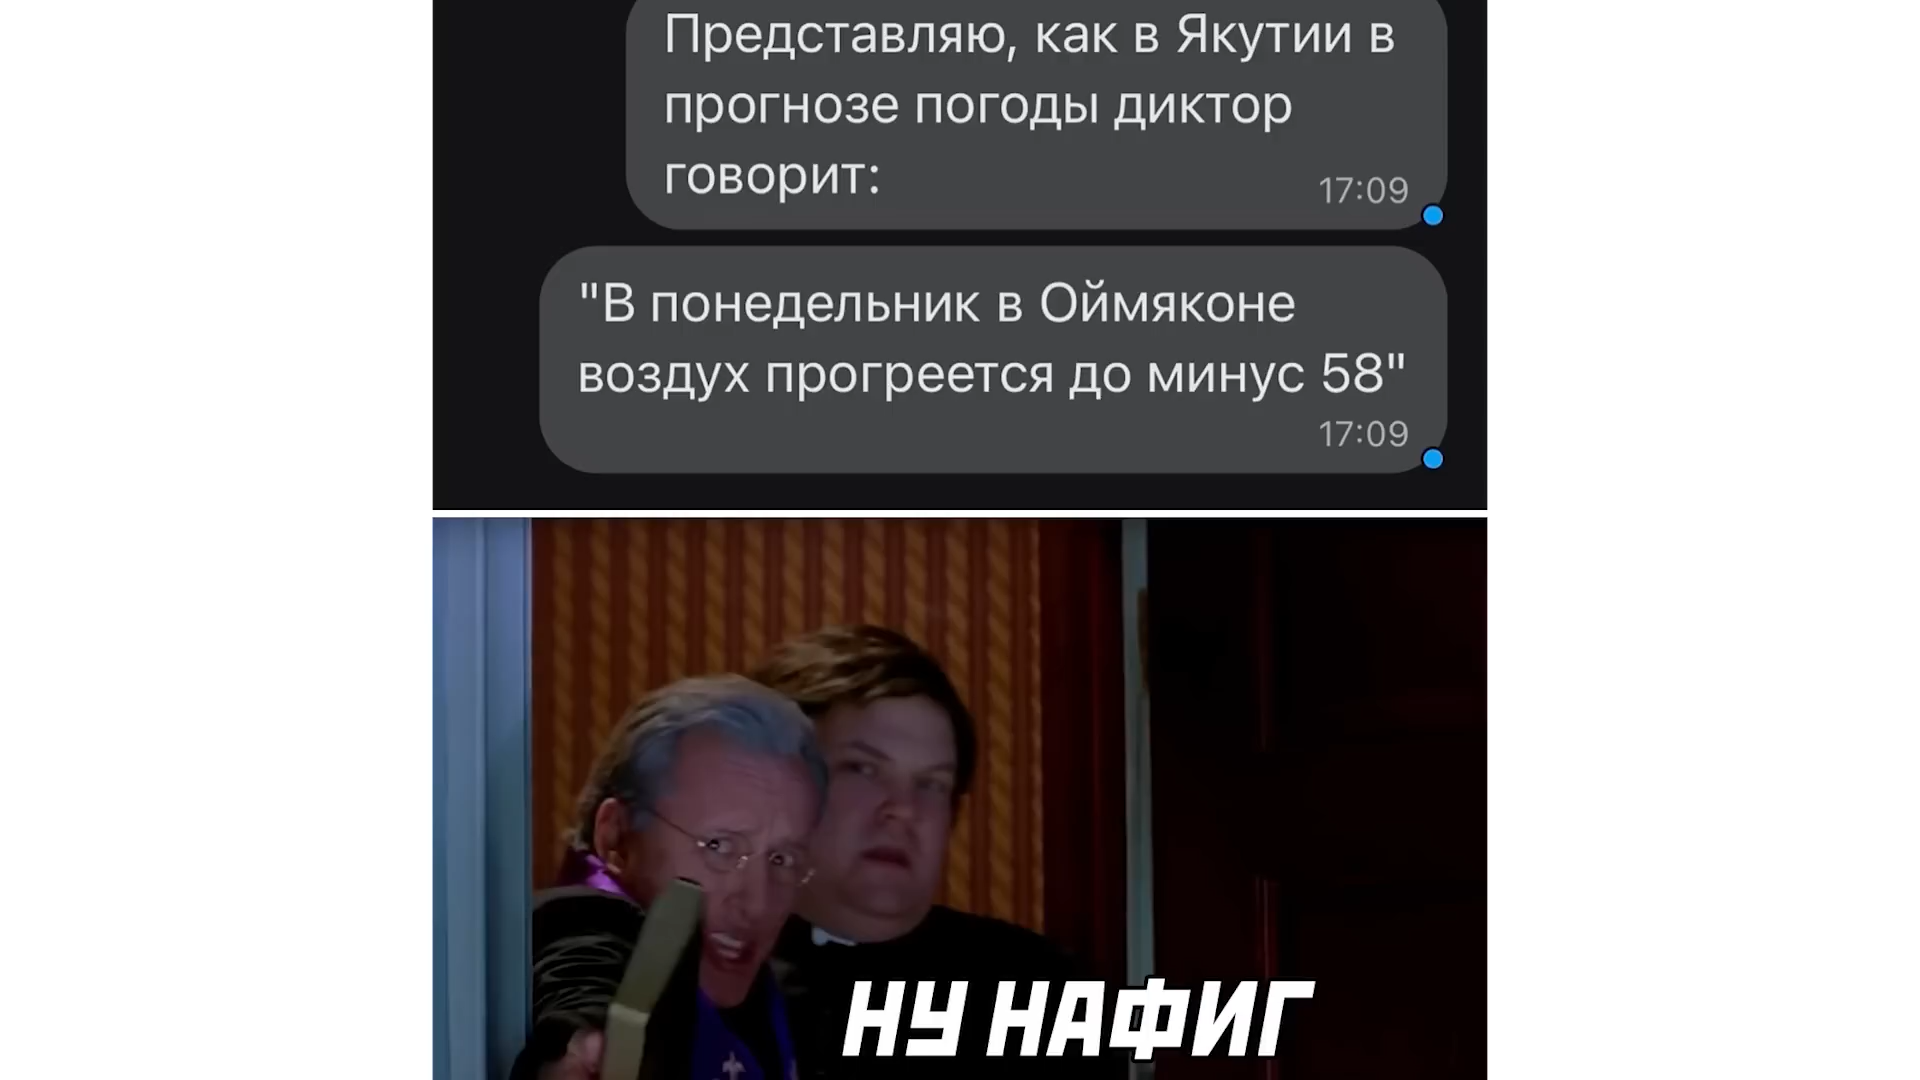 Представляю, как в Якутии в
прогнозе погоды диктор
говорит:
17:09
"В понедельник в Оймяконе
воздух прогреется до минус 58"
17:09
НУ НАФИГ